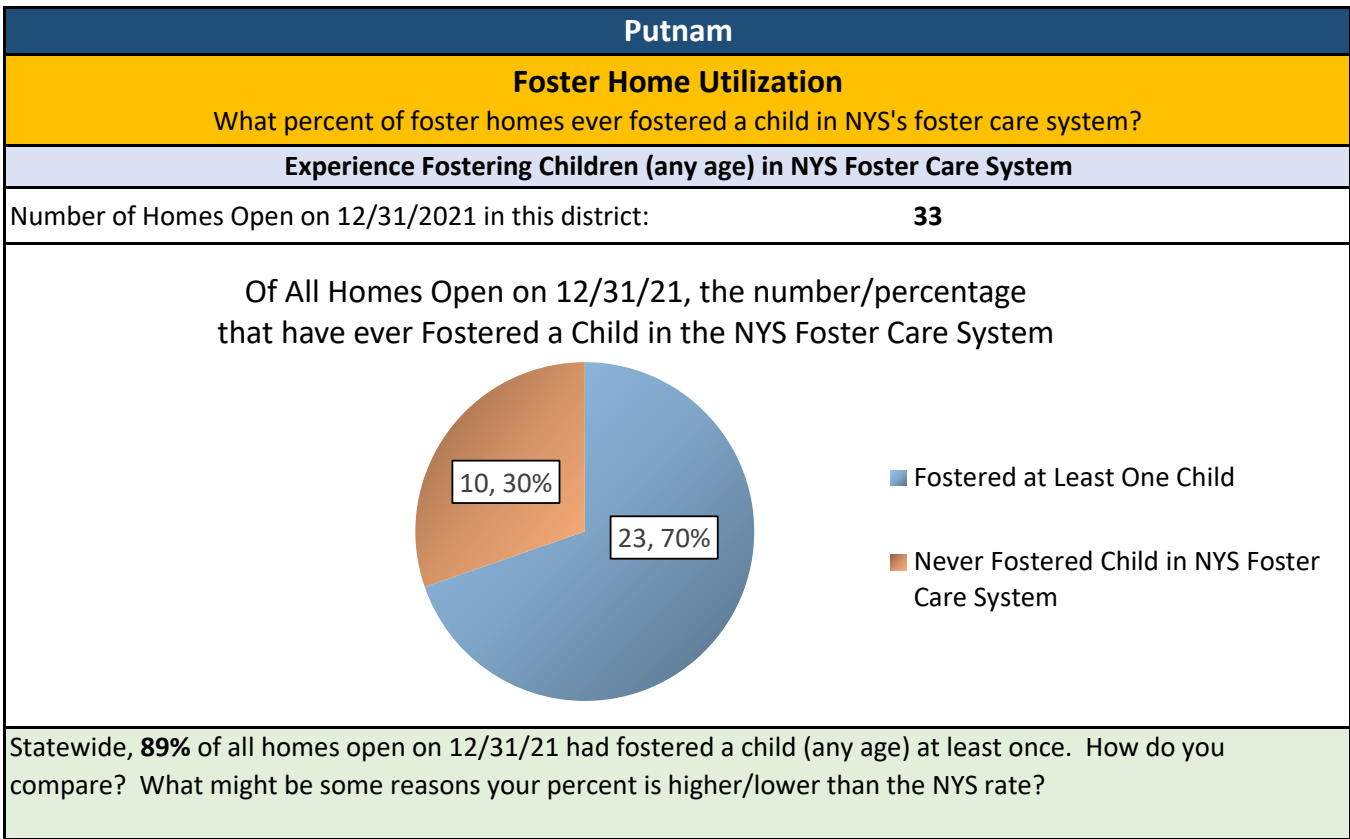 Putnam
Foster Home Utilization
What percent of foster homes ever fostered a child in NYS's foster care system?
Experience Fostering Children (any age) in NYS Foster Care System
Number of Homes Open on 12/31/2021 in this district: 33
Of All Homes Open on 12/31/21, the number/percentage
that have ever Fostered a Child in the NYS Foster Care System
10, 30%
23, 70%
Fostered at Least One Child
Never Fostered Child in NYS Foster
Care System
Statewide, 89% of all homes open on 12/31/21 had fostered a child (any age) at least once.  How do you
compare?  What might be some reasons your percent is higher/lower than the NYS rate?